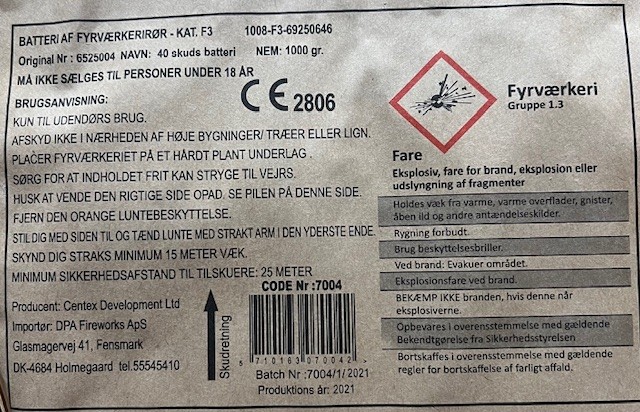 BATTERI AF FYRVÆRKERIRØR - KAT. F3 1008-F3-69250646
Original Nr : 6525004 NAVN: 40 skuds batteri NEM: 1000 gr.
MÅ IKKE SÆLGES TIL PERSONER UNDER 18 ÅR
BRUGSANVISNING:
KUN TIL UDENDØRS BRUG.
AFSKYD IKKE I NÆRHEDEN AF HØJE BYGNINGER/ TRÆER ELLER LIGN.
PLACER FYRVÆRKERIET PÅ ET HÅRDT PLANT UNDERLAG .
SØRG FOR AT INDHOLDET FRIT KAN STRYGE TIL VEJRS.
HUSK AT VENDE DEN RIGTIGE SIDE OPAD. SE PILEN PÅ DENNE SIDE.
FJERN DEN ORANGE LUNTEBESKYTTELSE.
STIL DIG MED SIDEN TIL OG TÆND LUNTE MED STRAKT ARM I DEN YDERSTE ENDE.
SKYND DIG STRAKS MINIMUM 15 METER VÆK.
MINIMUM SIKKERHEDSAFSTAND TIL TILSKUERE: 25 METER
CE 2806
Fyrværkeri
Gruppe 1.3
Fare
Eksplosiv, fare for brand, eksplosion eller
udslyngning af fragmenter
Holdes væk fra varme, varme overflader, gnister,
åben ild og andre antændelseskilder.
Rygning forbudt.
Brug beskyttelsesbriller.
Ved brand: Evakuer området.
Eksplosionsfare ved brand.
BEKÆMP IKKE branden, hvis denne når
eksplosiverne.
Opbevares i overensstemmelse med gældende
Bekendtgørelse fra Sikkerhedsstyrelsen
Bortskaffes i overensstemmelse med gældende
regler for bortskaffelse af farligt affald.
Producent: Centex Development Ltd
Importør: DPA Fireworks ApS
Glasmagervej 41, Fensmark
DK-4684 Holmegaard tel.55545410
Skudretning
CODE Nr :7004
5 710163 070042 >
Batch Nr : 7004/1/ 2021
Produktions år: 2021